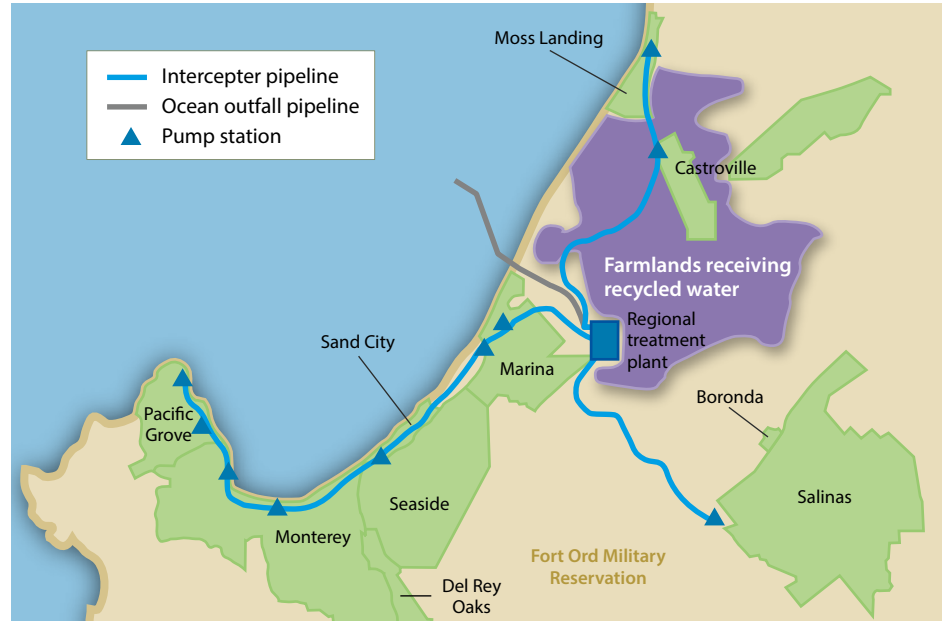 Moss Landing
Intercepter pipeline
Ocean outfall pipeline
Pump station
Castroville
Farmlands receiving
recycled water
Regional
treatment
plant
Sand City
Marina
Boronda
Pacific
Grove
Salinas
Seaside
Monterey
Fort Ord Military
Reservation
Del Rey
Oaks